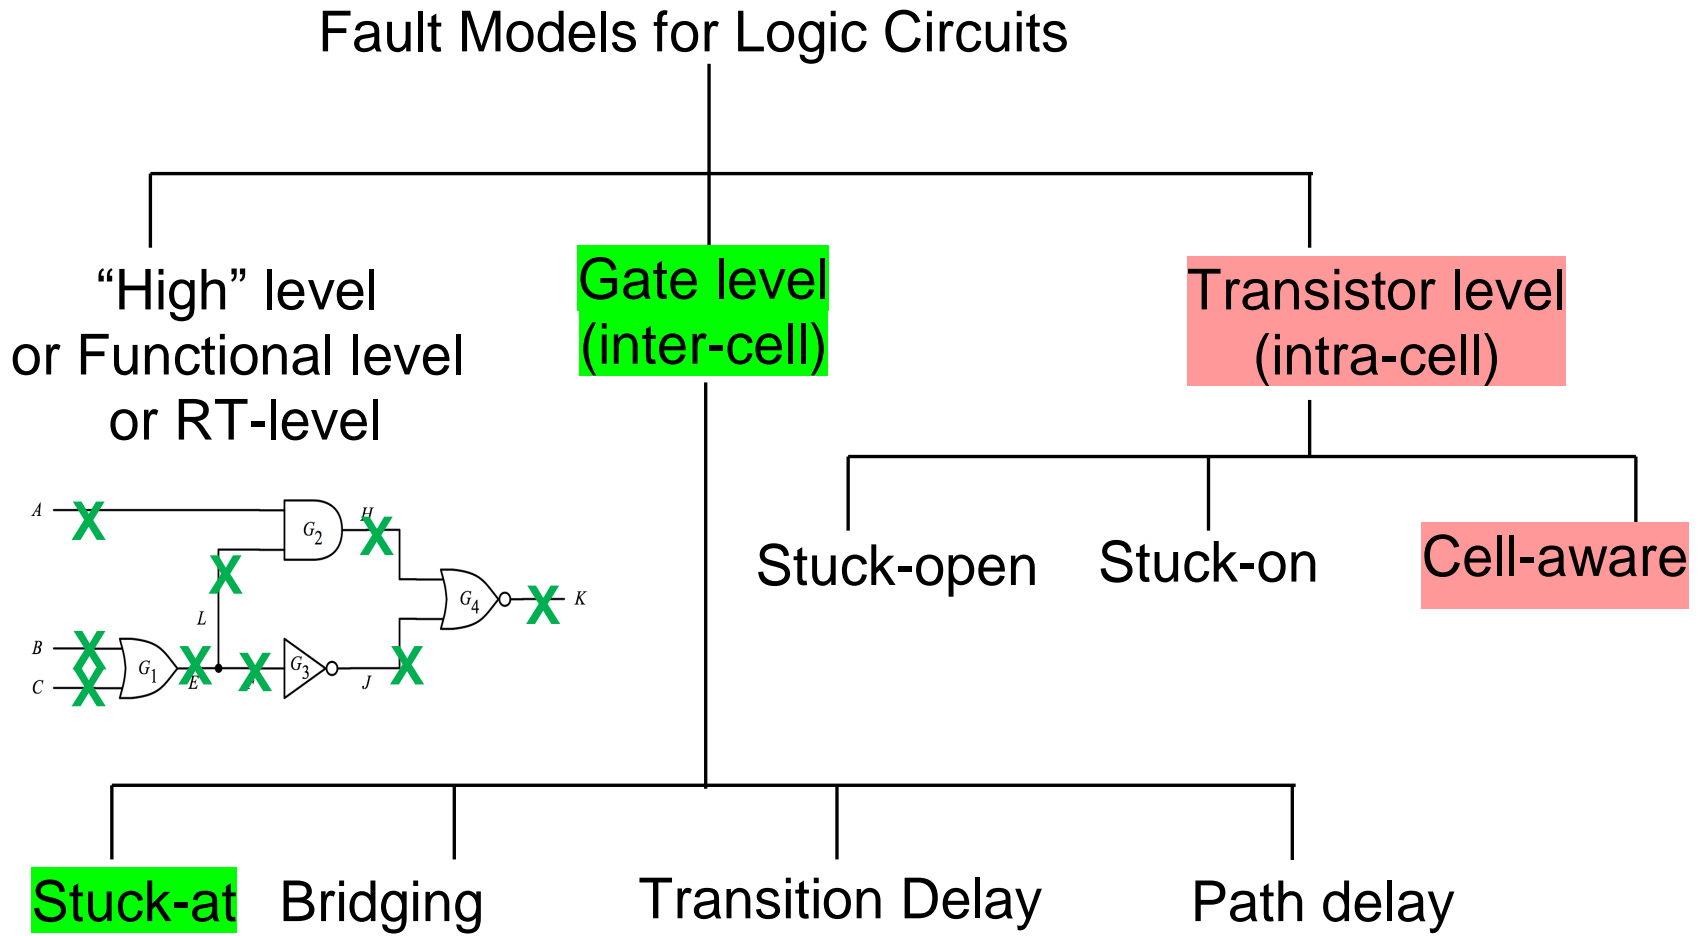 Fault Models for Logic Circuits
“High” level
or Functional level
or RT-level
Gate level
(inter-cell)
Transistor level
(intra-cell)
Stuck-open
Stuck-on
Cell-aware
A
H
G2
L
G4
K
B
G1
E
G3
J
C
Stuck-at
Bridging
Transition Delay
Path delay